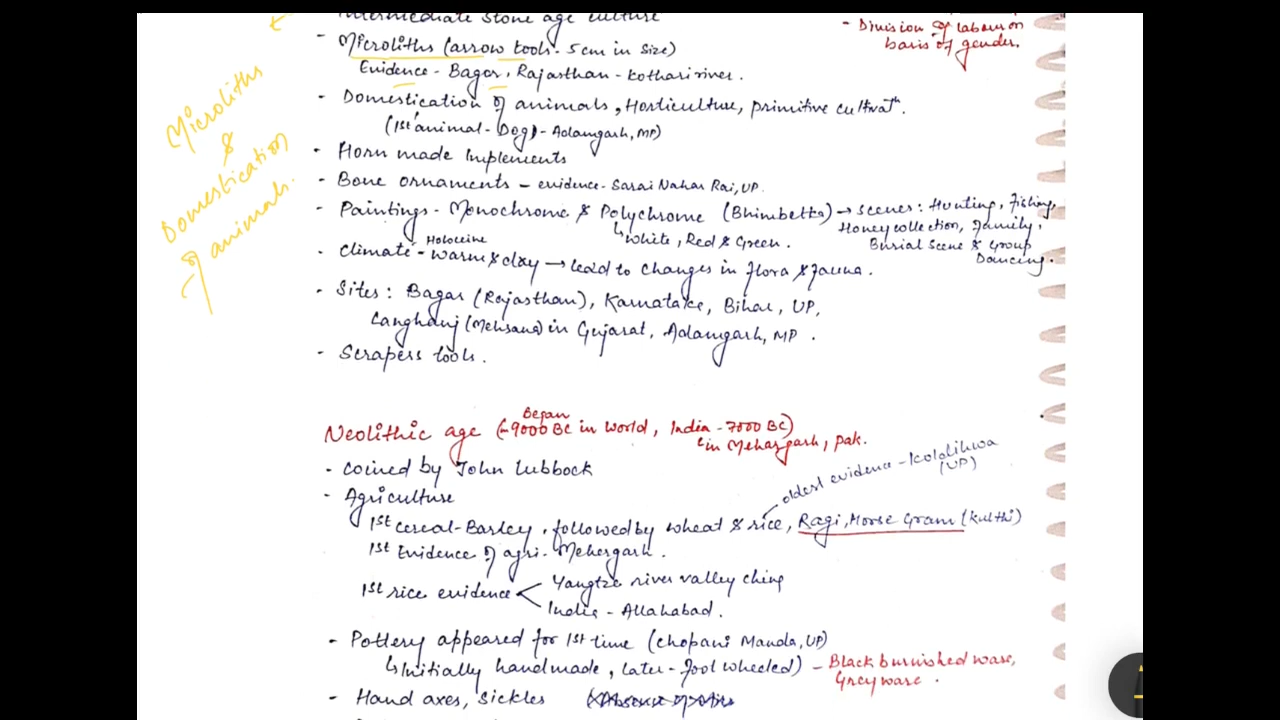 Intermediate Stone age culture
- Division of labour on
basis of gender.
- Microliths (arrow tools - 5cm in size)
Evidence - Bagor, Rajasthan - Kothari river.
Microliths
&
Domestication
of animals.
- Domestication of animals, Horticulture, primitive cultivatn.
(1st animal - Dog) - Adamgarh, MP)
- Horn made implements
- Bone ornaments - evidence - Sarai Nahar Rai, UP.
- Paintings - Monochrome & Polychrome (Bhimbetka) → scenes: Hunting, Fishing,
Honey collection, family,
Burial Scene & Group
Dancing.
↳ White, Red & Green.
Holocene
- Climate - warm & dry → lead to changes in flora & fauna.
- Sites: Bagor (Rajasthan), Karnataka, Bihar, UP,
Langhanj (Mehsana) in Gujarat, Adamgarh, MP.
- Scrapers tools.
Began
Neolithic age (~9000 BC in world, India - 7000 BC)
↳ in Mehargarh, Pak.
- coined by John Lubbock
- Agriculture
oldest evidence - Koldihwa
(UP)
1st cereal - Barley, followed by wheat & rice, Ragi, Horse Gram (Kulthi)
1st Evidence of agri - Mehergarh.
1st rice evidence < Yangtze river valley China
India - Allahabad.
- Pottery appeared for 1st time (Chopani Manda, UP)
↳ Initially handmade, later - foot wheeled) - Black burnished ware,
Grey ware.
- Hand axes, sickles